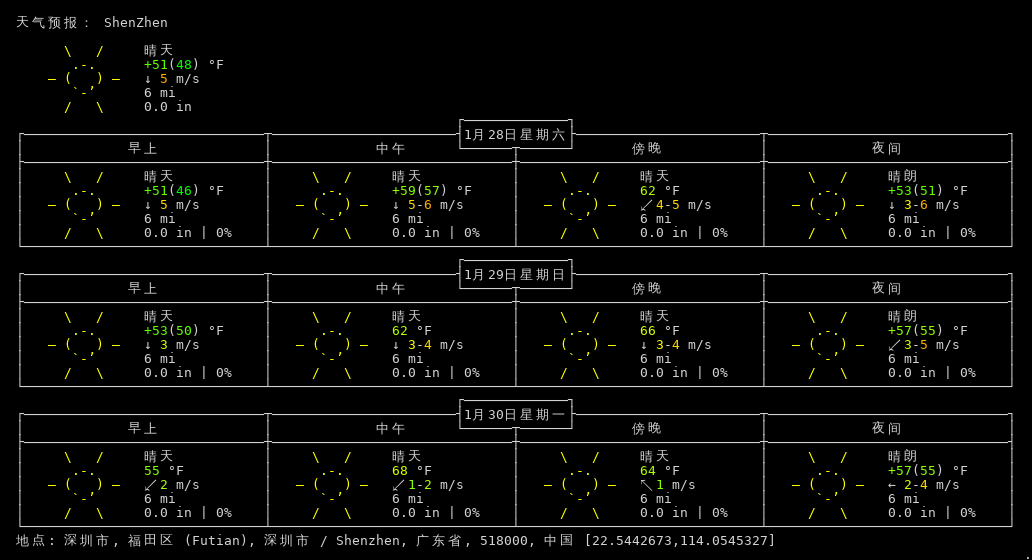 天气预报： ShenZhen
晴天
+51(48) °F
↓ 5 m/s
6 mi
0.0 in
1月28日星期六
早上 中午 傍晚 夜间
晴天 晴天 晴天 晴朗
+51(46) °F +59(57) °F 62 °F +53(51) °F
↓ 5 m/s ↓ 5-6 m/s ↙ 4-5 m/s ↓ 3-6 m/s
6 mi 6 mi 6 mi 6 mi
0.0 in | 0% 0.0 in | 0% 0.0 in | 0% 0.0 in | 0%
1月29日星期日
早上 中午 傍晚 夜间
晴天 晴天 晴天 晴朗
+53(50) °F 62 °F 66 °F +57(55) °F
↓ 3 m/s ↓ 3-4 m/s ↓ 3-4 m/s ↙ 3-5 m/s
6 mi 6 mi 6 mi 6 mi
0.0 in | 0% 0.0 in | 0% 0.0 in | 0% 0.0 in | 0%
1月30日星期一
早上 中午 傍晚 夜间
晴天 晴天 晴天 晴朗
55 °F 68 °F 64 °F +57(55) °F
↙ 2 m/s ↙ 1-2 m/s ↖ 1 m/s ← 2-4 m/s
6 mi 6 mi 6 mi 6 mi
0.0 in | 0% 0.0 in | 0% 0.0 in | 0% 0.0 in | 0%
地点: 深圳市, 福田区 (Futian), 深圳市 / Shenzhen, 广东省, 518000, 中国 [22.5442673,114.0545327]